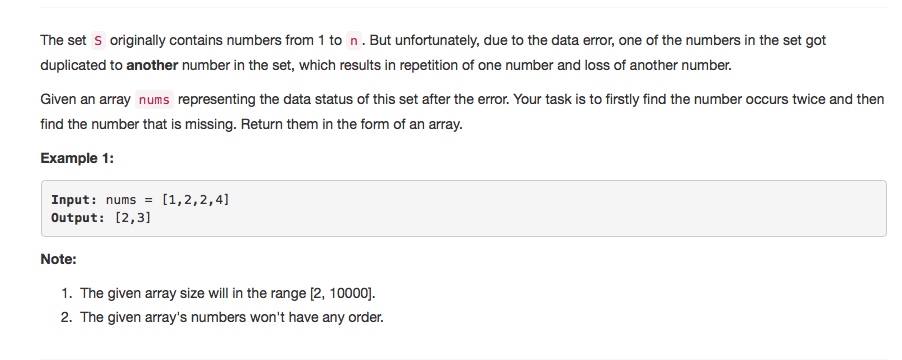 The set S originally contains numbers from 1 to n . But unfortunately, due to the data error, one of the numbers in the set got
duplicated to another number in the set, which results in repetition of one number and loss of another number.
Given an array nums representing the data status of this set after the error. Your task is to firstly find the number occurs twice and then
find the number that is missing. Return them in the form of an array.
Example 1:
Input: nums = [1,2,2,4]
Output: [2,3]
Note:
1. The given array size will in the range [2, 10000].
2. The given array's numbers won't have any order.